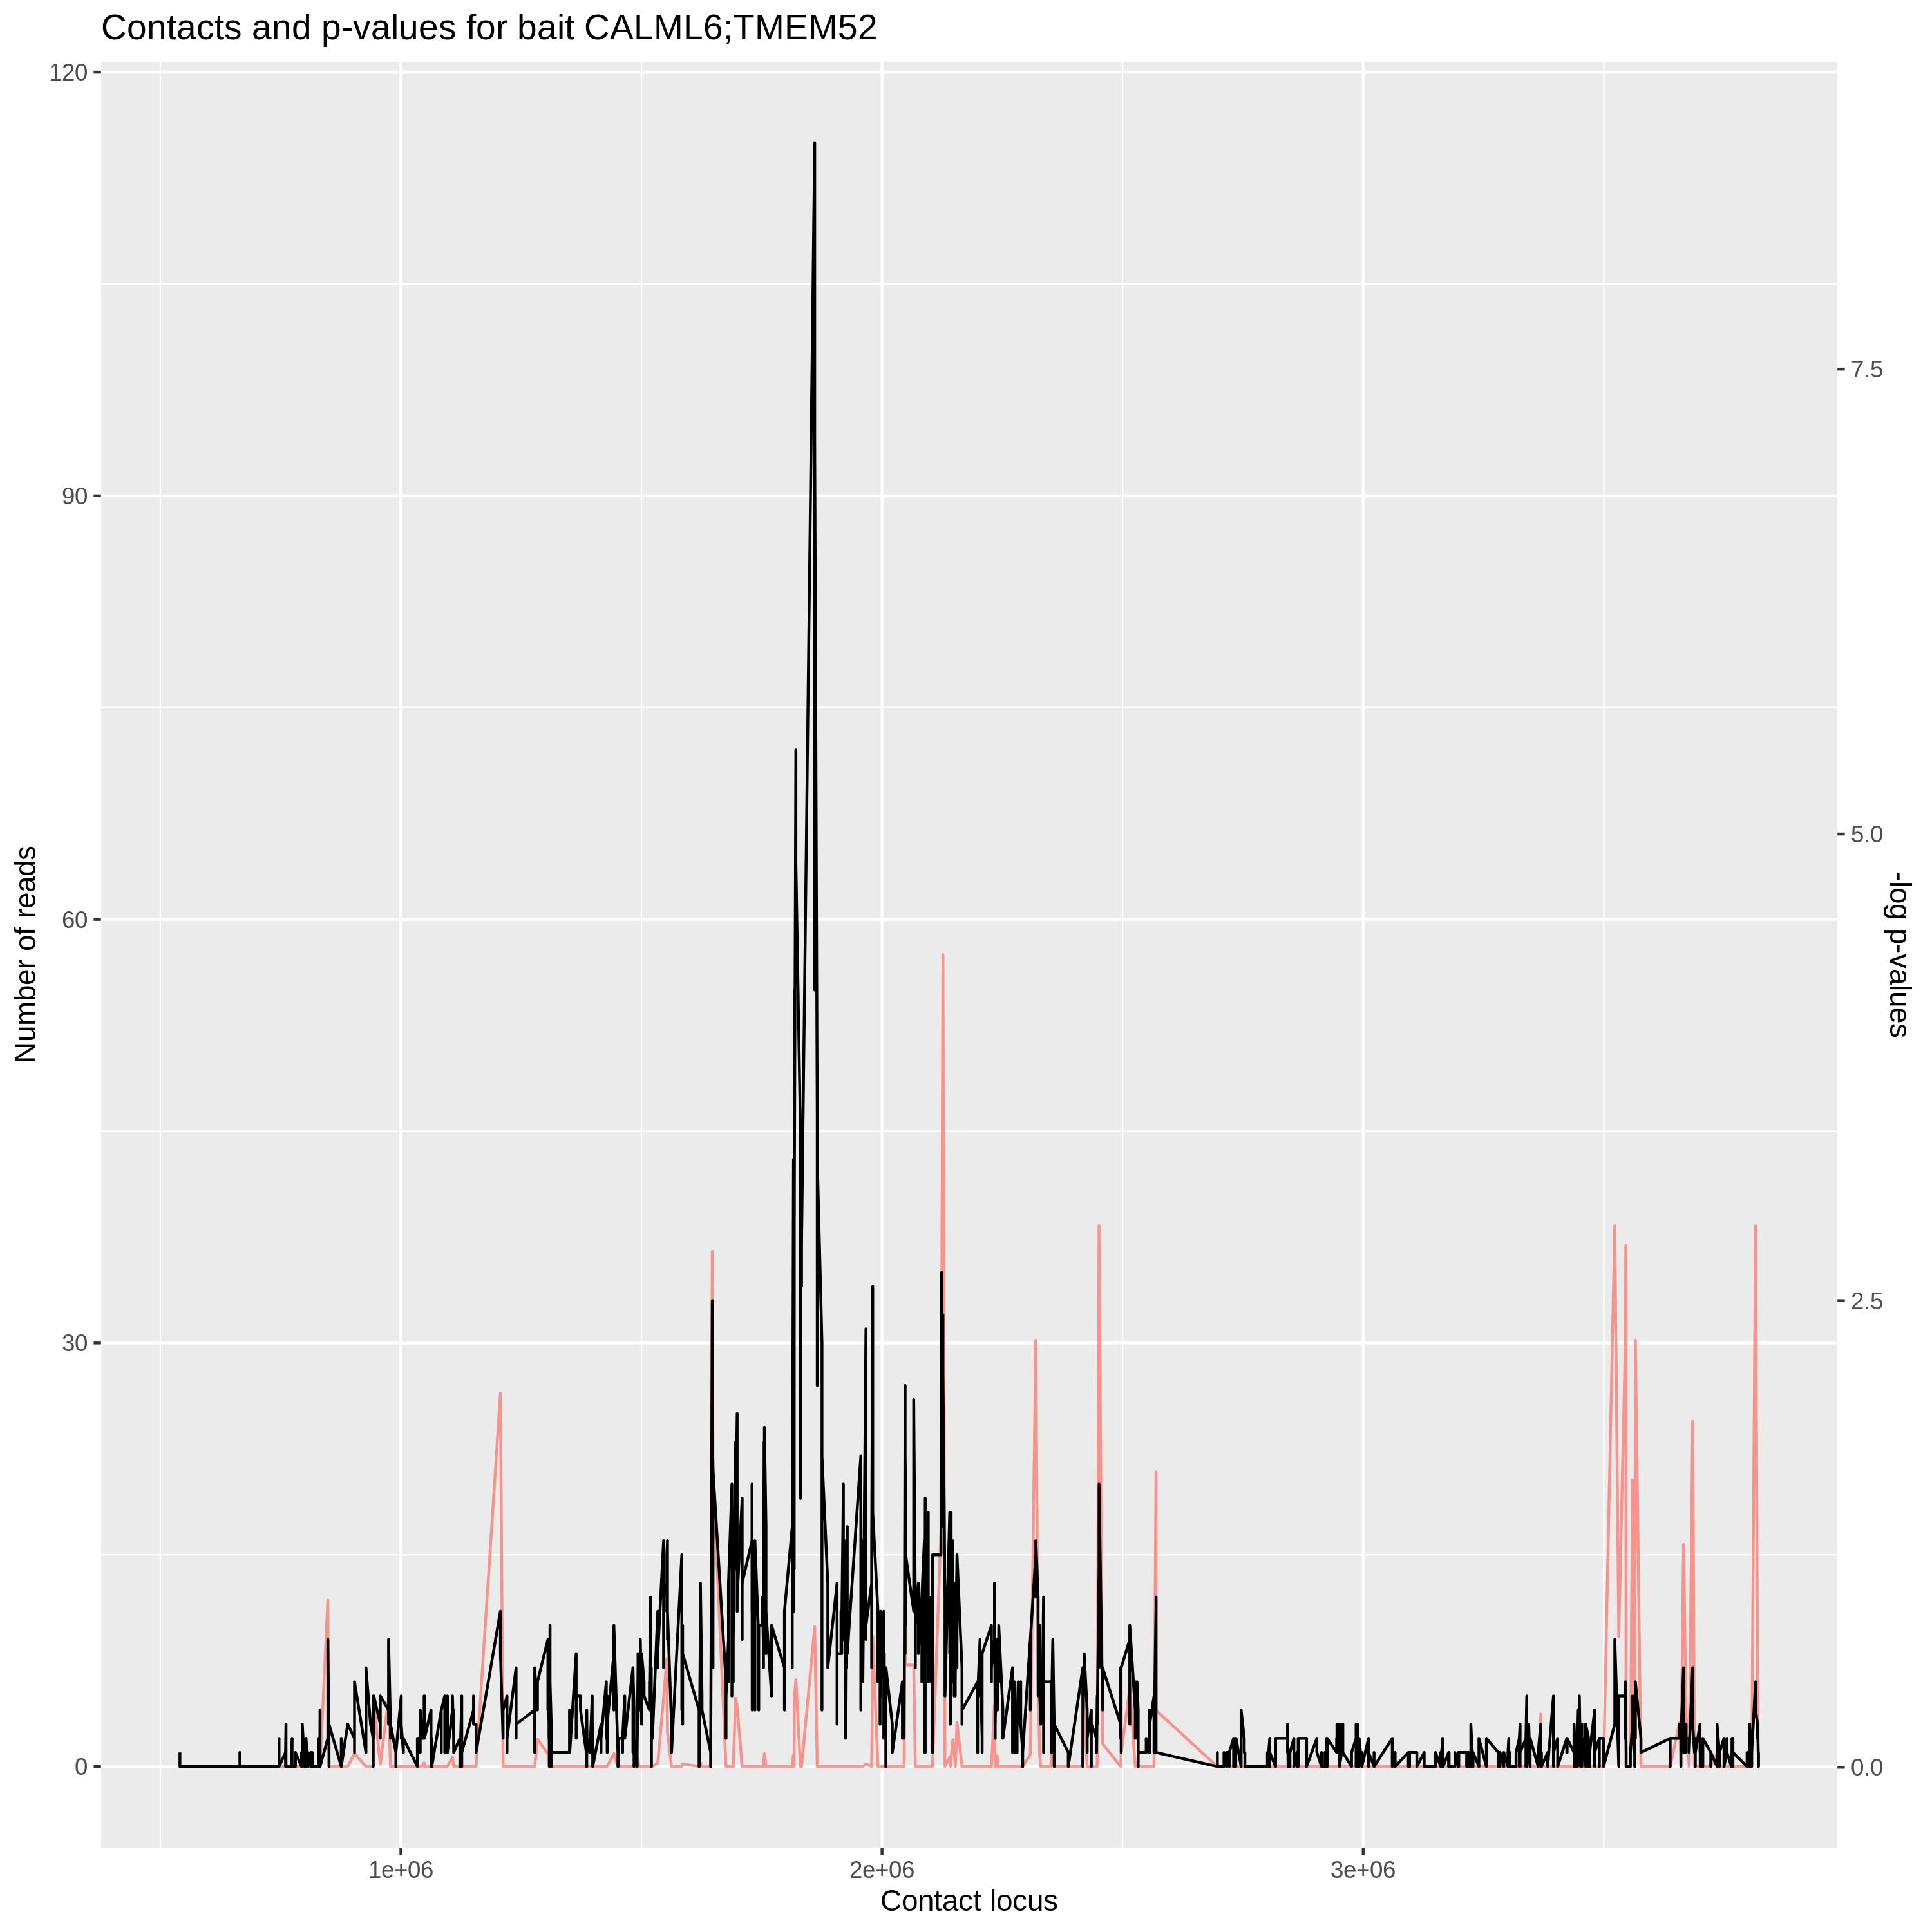 Contacts and p-values for bait CALML6;TMEM52
120
90
60
30
0
7.5
5.0
2.5
0.0
Number of reads
-log p-values
1e+06
2e+06
3e+06
Contact locus